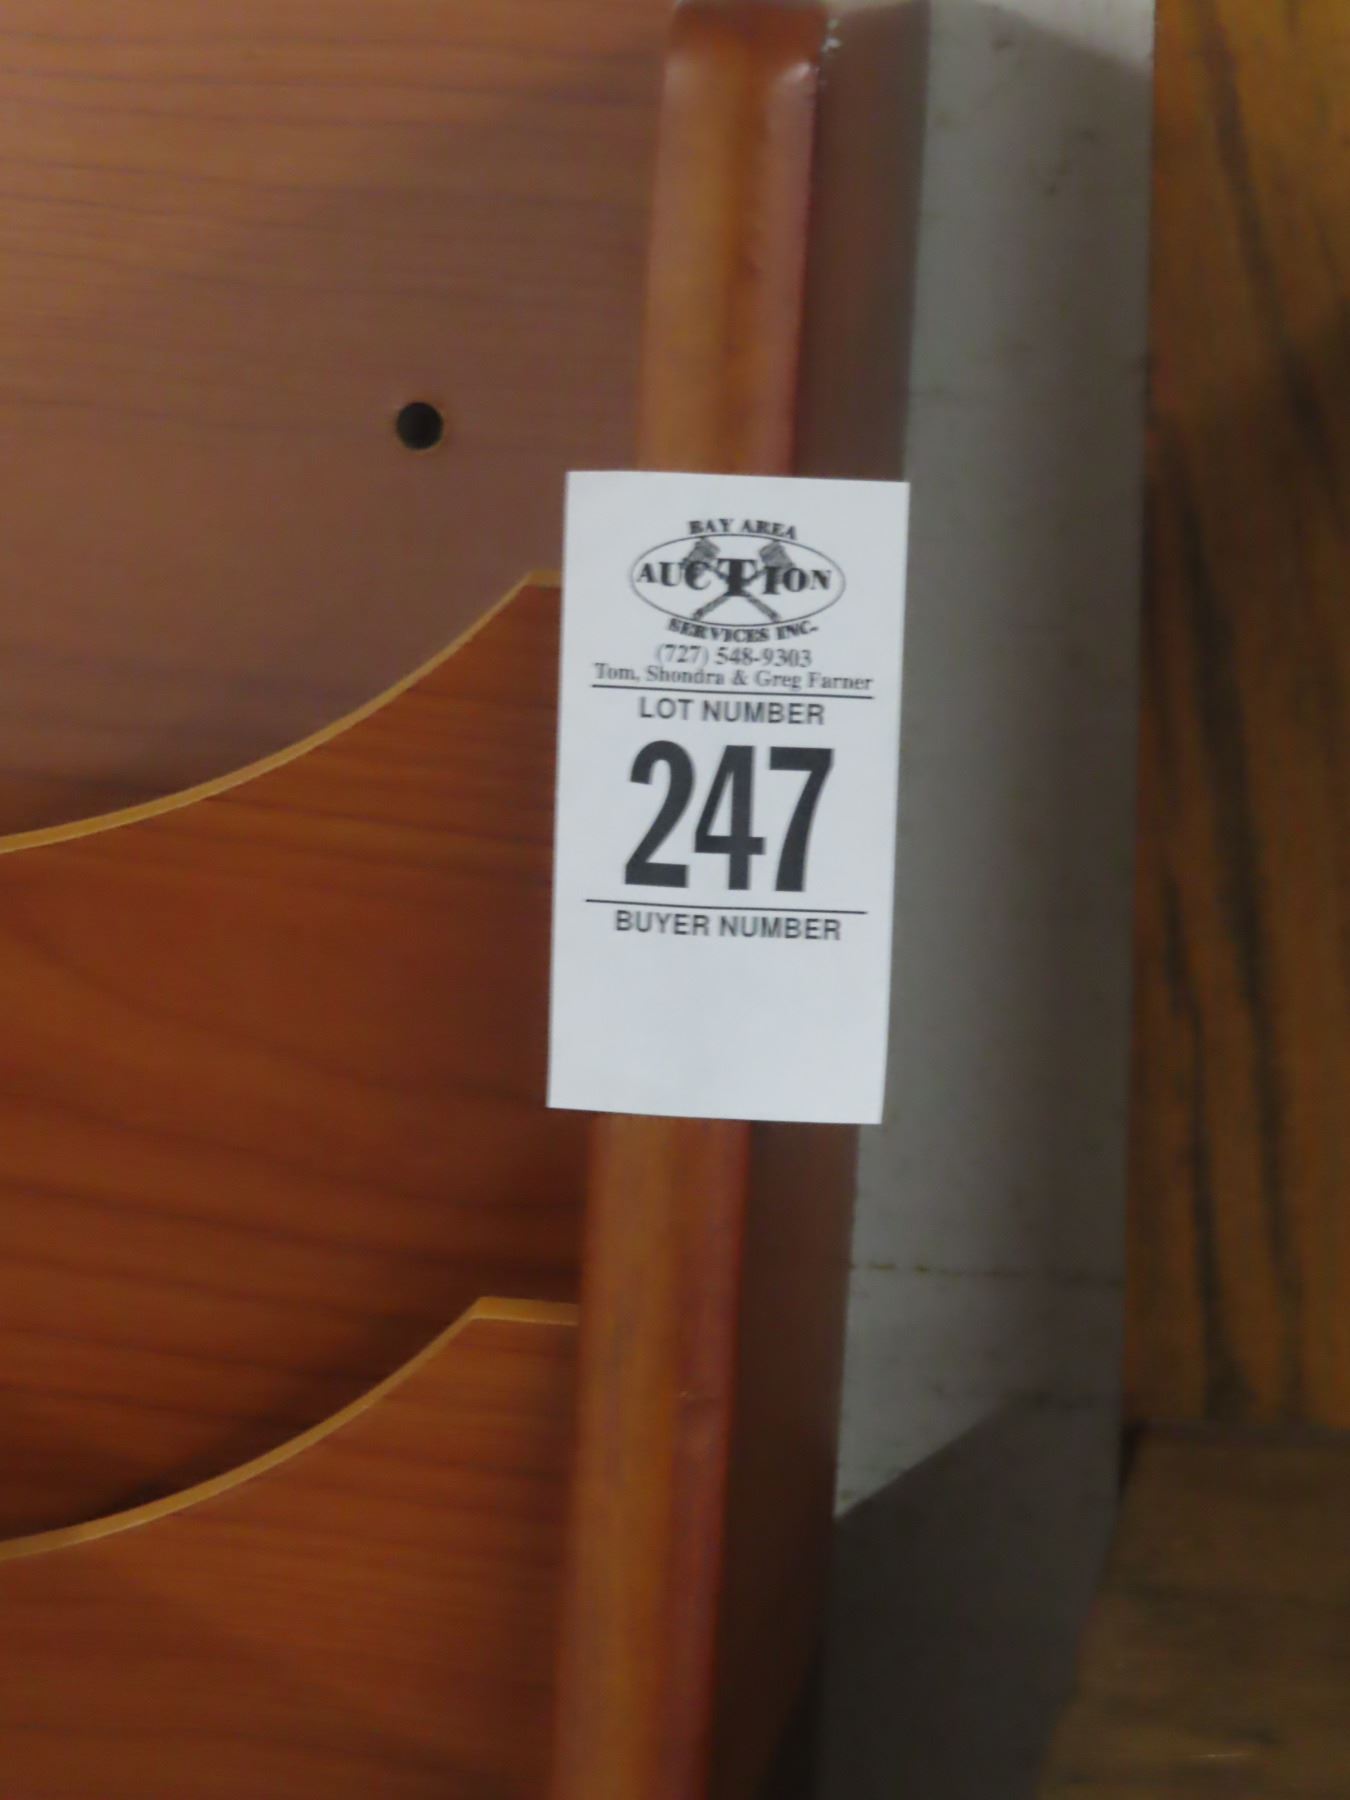 BAY AREA
AUCTION
SERVICES INC.
(727) 548-9303
Tom, Shondra & Greg Farner
LOT NUMBER
247
BUYER NUMBER